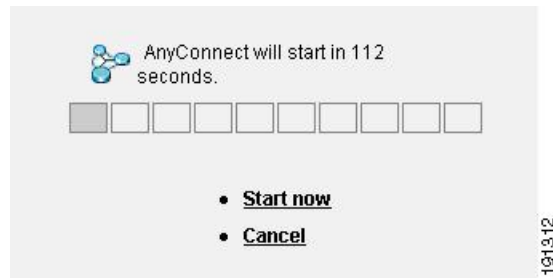 AnyConnect will start in 112
seconds.
Start now
Cancel
191312